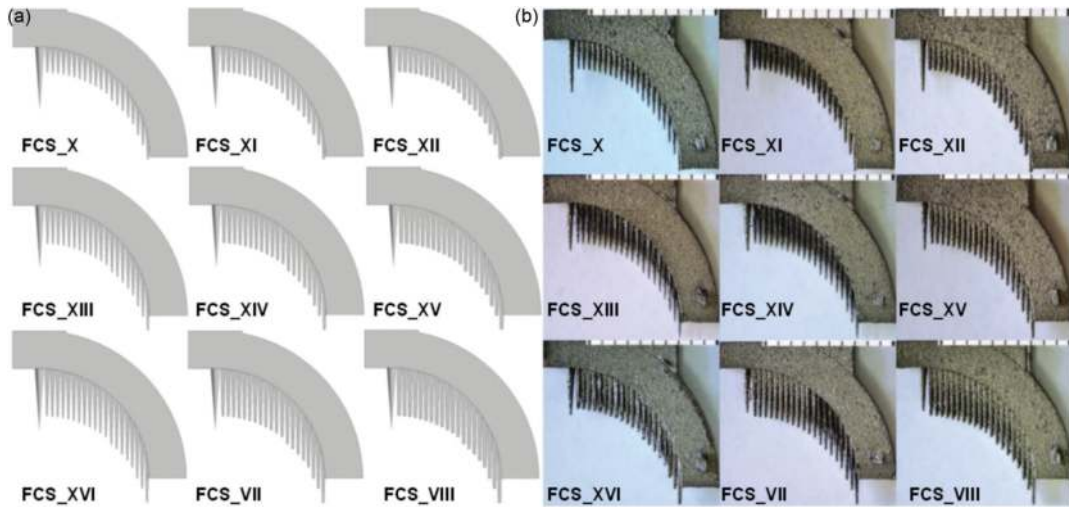 (a)
(b)
FCS_X FCS_XI FCS_XII FCS_X FCS_XI FCS_XII
FCS_XIII FCS_XIV FCS_XV FCS_XIII FCS_XIV FCS_XV
FCS_XVI FCS_VII FCS_VIII FCS_XVI FCS_VII FCS_VIII